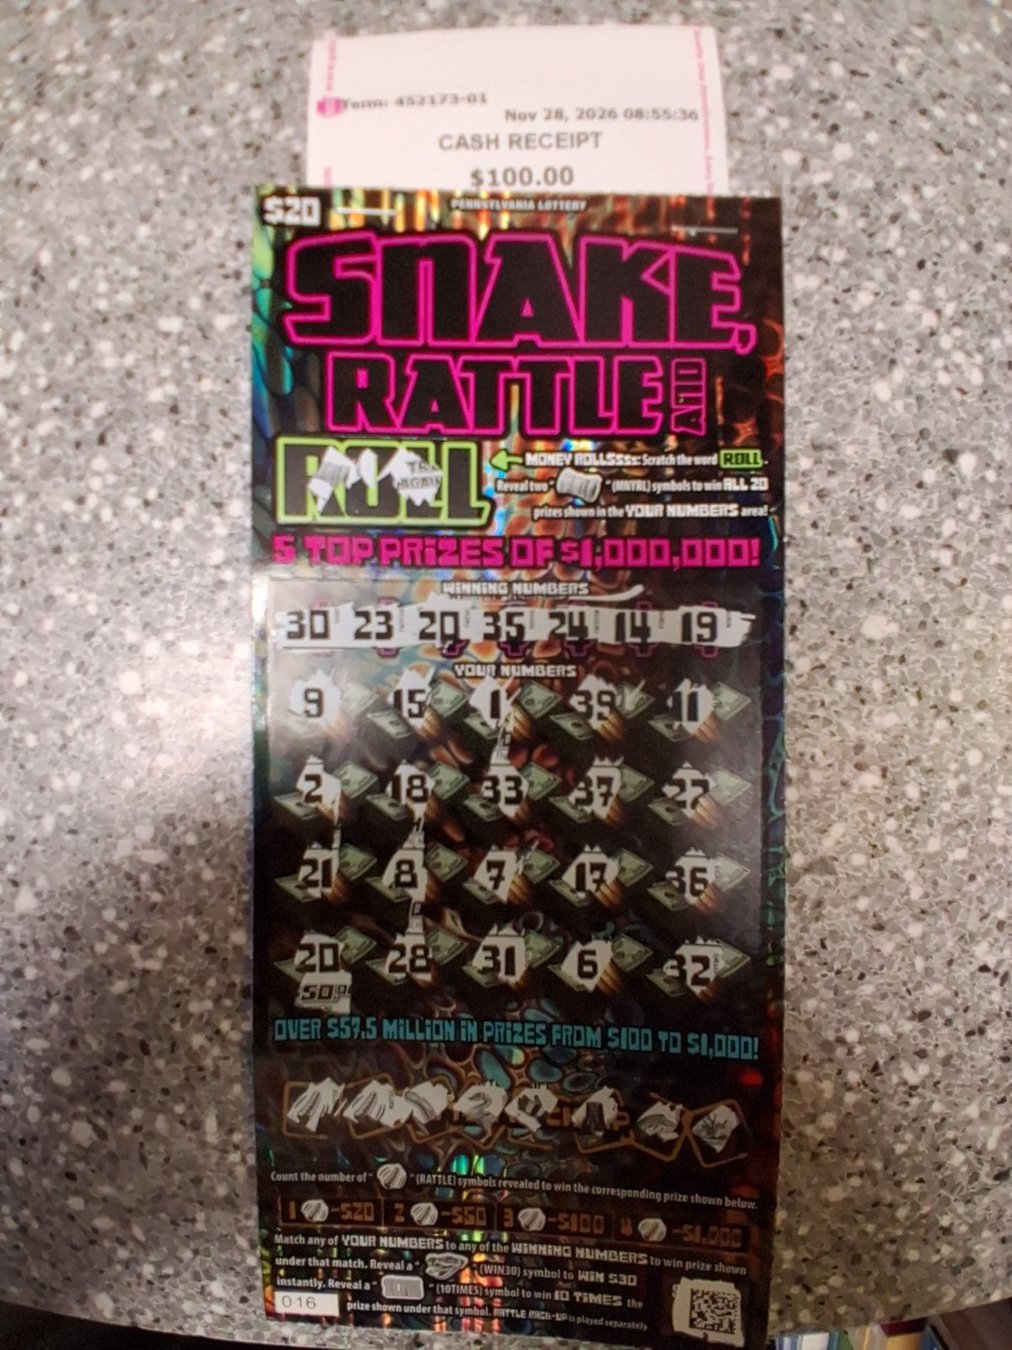 Term: 452173-01
Nov 28, 2026 08:55:36
CASH RECEIPT
$100.00
$20
PENNSYLVANIA LOTTERY
SNAKE,
RATTLE AND
ROLL
TRY
AGAIN
MONEY ROLLSsss: Scratch the word ROLL.
Reveal two " " (MNYRL) symbols to win ALL 20
prizes shown in the YOUR NUMBERS area!
5 TOP PRIZES OF $1,000,000!
WINNING NUMBERS
30 23 20 35 24 14 19
YOUR NUMBERS
9 15 1 39 11
2 18 33 37 27
21 8 7 17 36
20 28 31 6 32
OVER $57.5 MILLION IN PRIZES FROM $100 TO $1,000!
Count the number of " " (RATTLE) symbols revealed to win the corresponding prize shown below.
1 -$20 2 -$50 3 -$100 4 -$1,000
Match any of YOUR NUMBERS to any of the WINNING NUMBERS to win prize shown
under that match. Reveal a " " (WIN30) symbol to WIN $30
instantly. Reveal a " " (10TIMES) symbol to win 10 TIMES the
016 prize shown under that symbol. RATTLE BACK-UP is played separately.